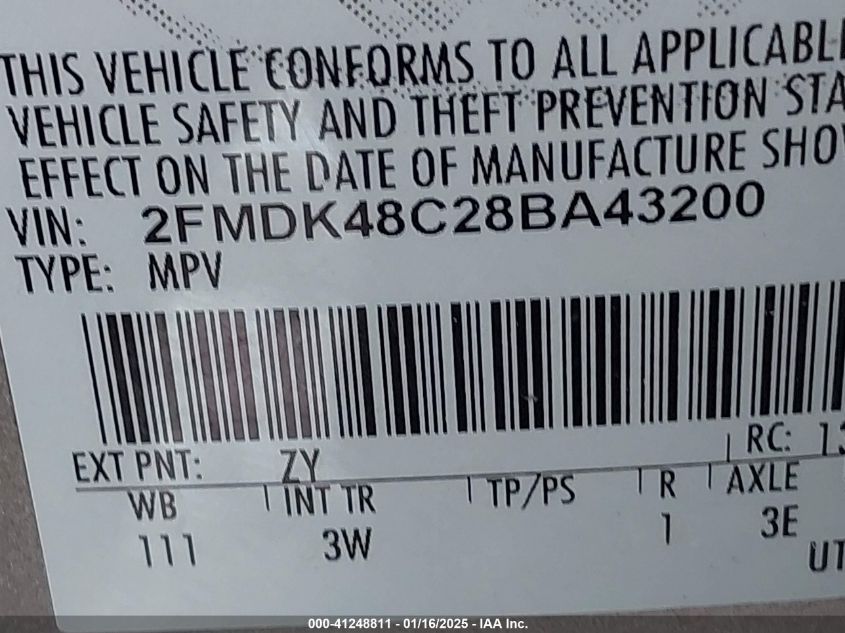 THIS VEHICLE CONFORMS TO ALL APPLICABL
VEHICLE SAFETY AND THEFT PREVENTION STA
EFFECT ON THE DATE OF MANUFACTURE SHO
VIN: 2FMDK48C28BA43200
TYPE: MPV
EXT PNT: ZY RC: 13
WB INT TR TP/PS R AXLE
111 3W 1 3E
UT
000-41248811 - 01/16/2025 - IAA Inc.